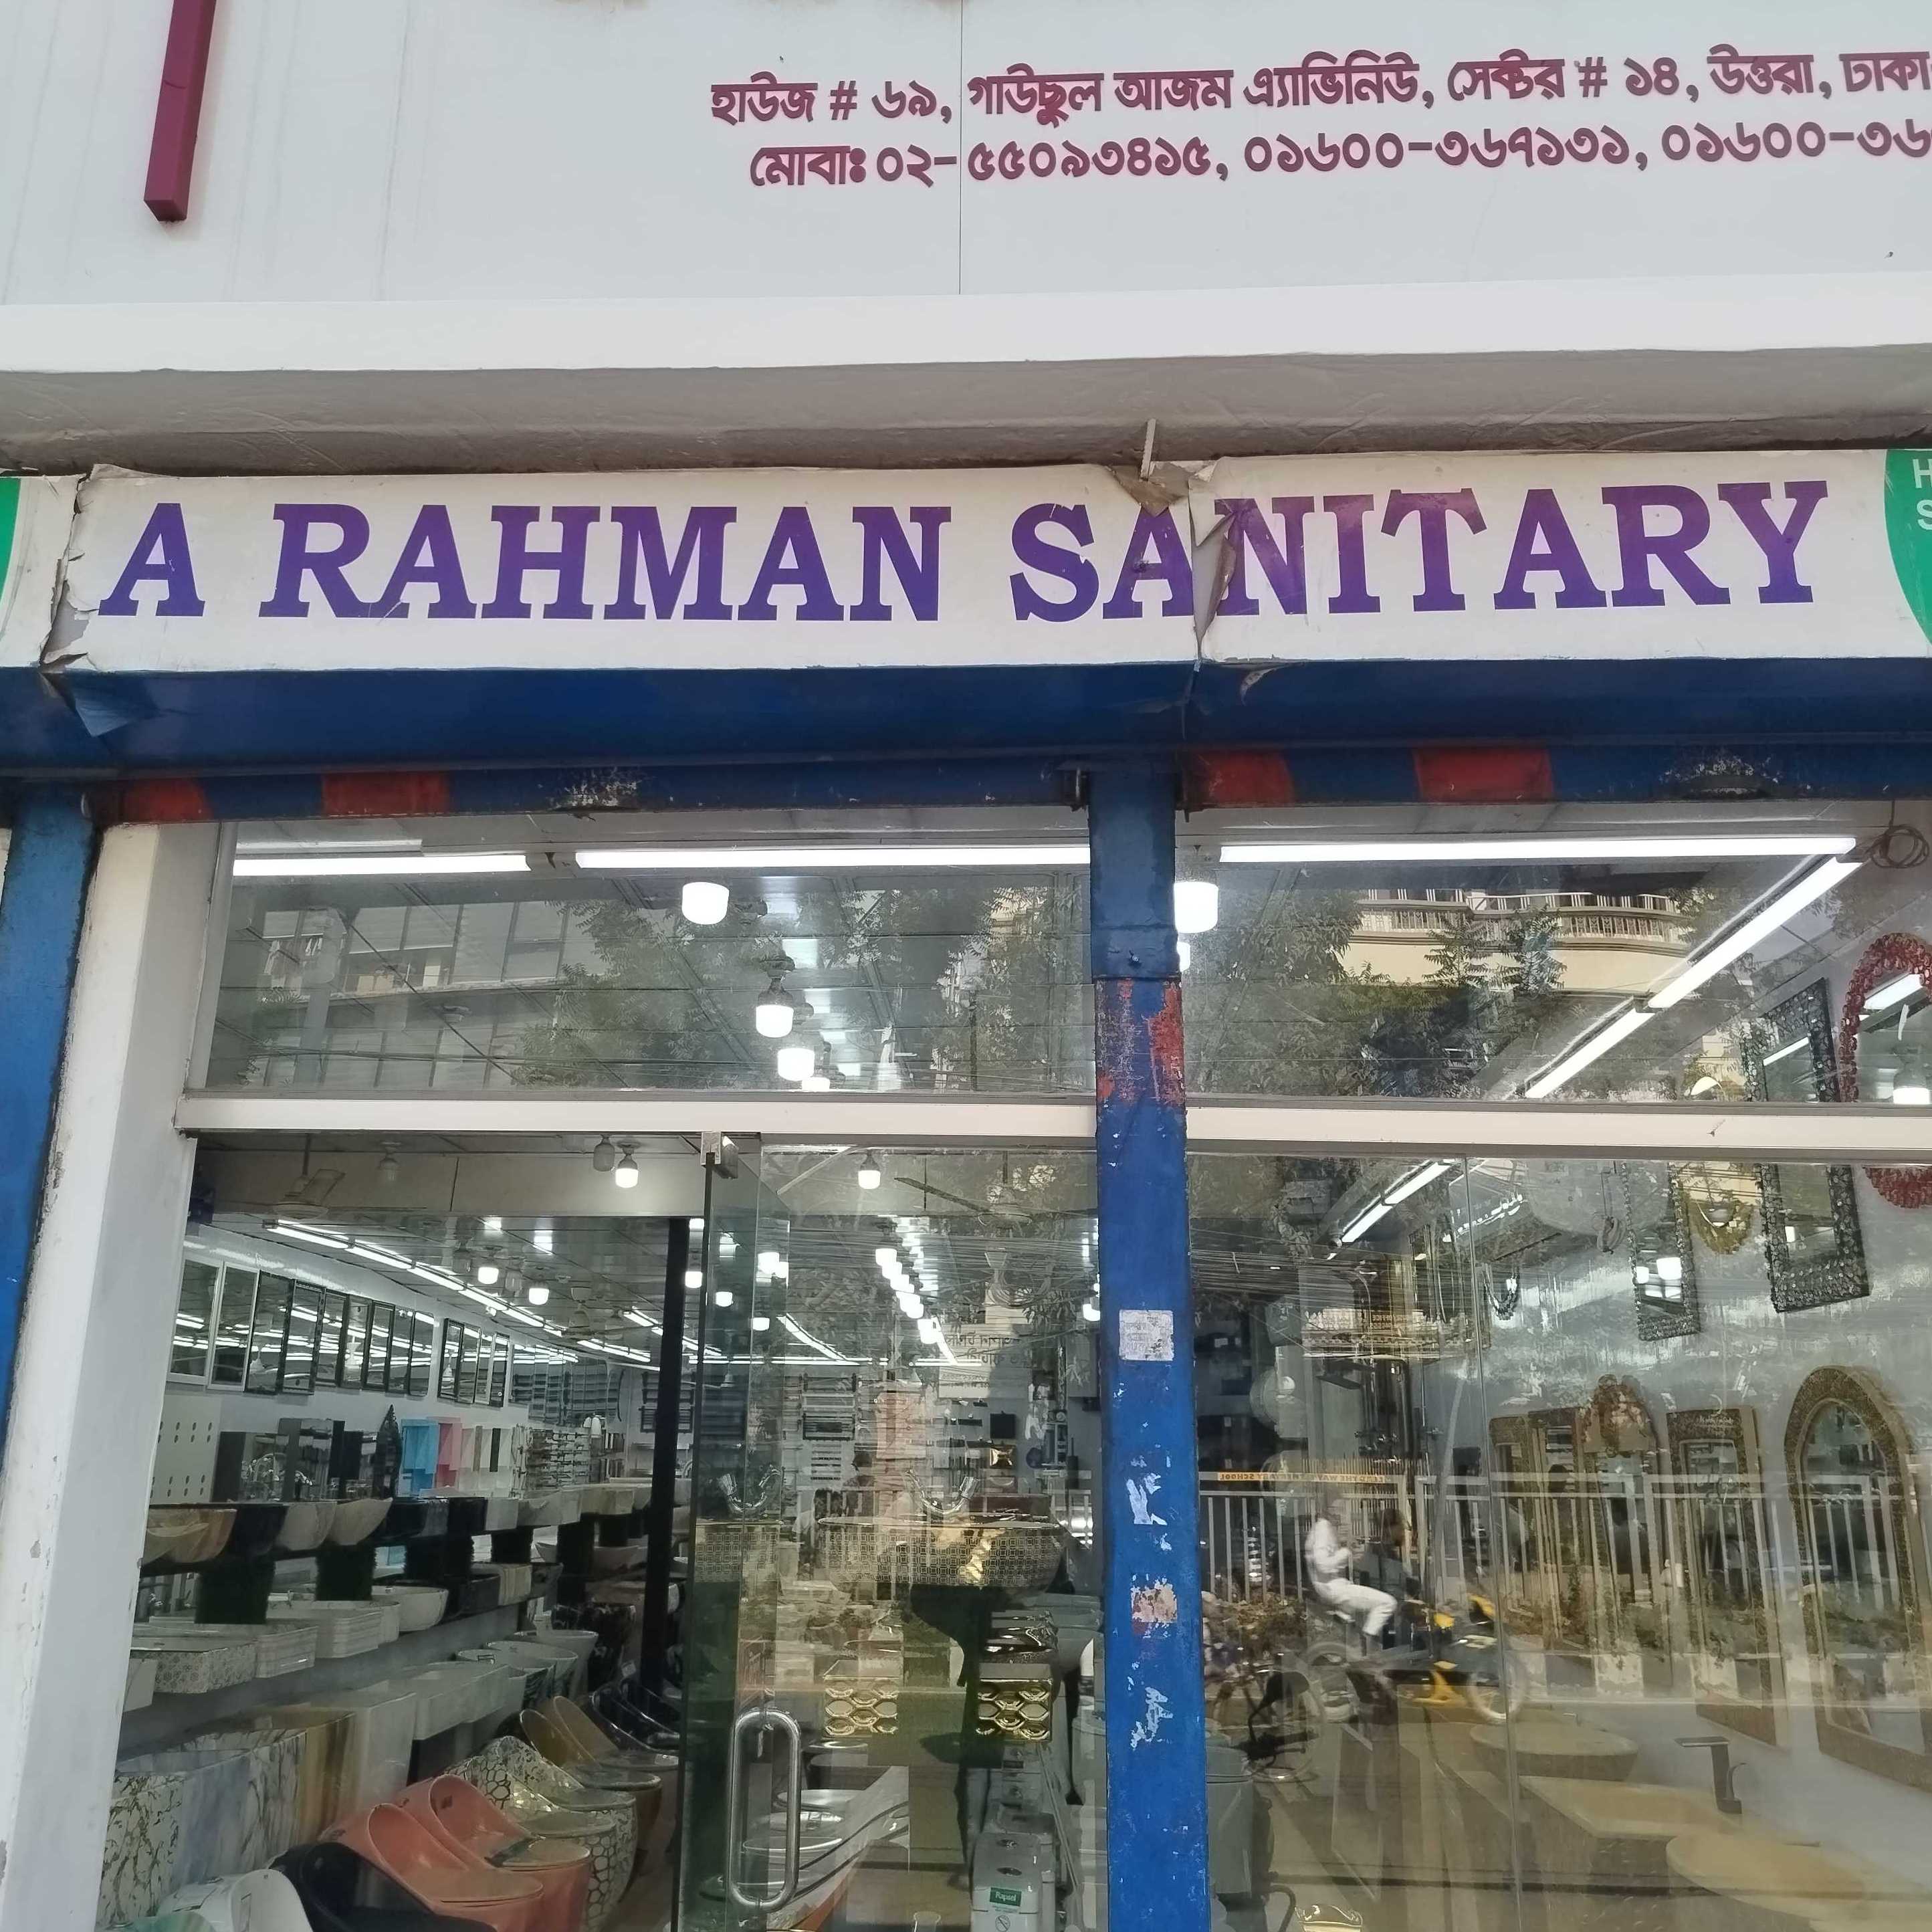 হাউজ # ৬৯, গাউছুল আজম এ্যাভিনিউ, সেক্টর # ১৪, উত্তরা, ঢাকা
মোবাঃ ০২-৫৫০৯৩৪১৫, ০১৬০০-৩৬৭১৩১, ০১৬০০-৩৬
A RAHMAN SANITARY
H
S